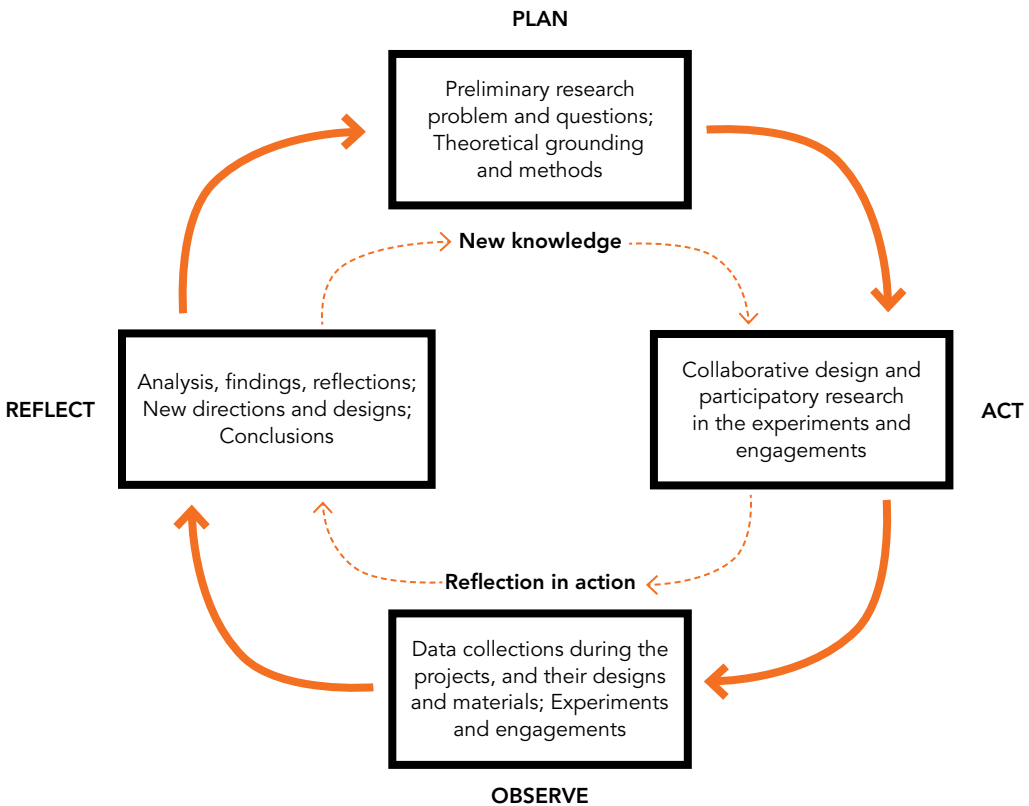 PLAN
Preliminary research
problem and questions;
Theoretical grounding
and methods
New knowledge
REFLECT
Analysis, findings, reflections;
New directions and designs;
Conclusions
Collaborative design and
participatory research
in the experiments and
engagements
ACT
Reflection in action
Data collections during the
projects, and their designs
and materials; Experiments
and engagements
OBSERVE